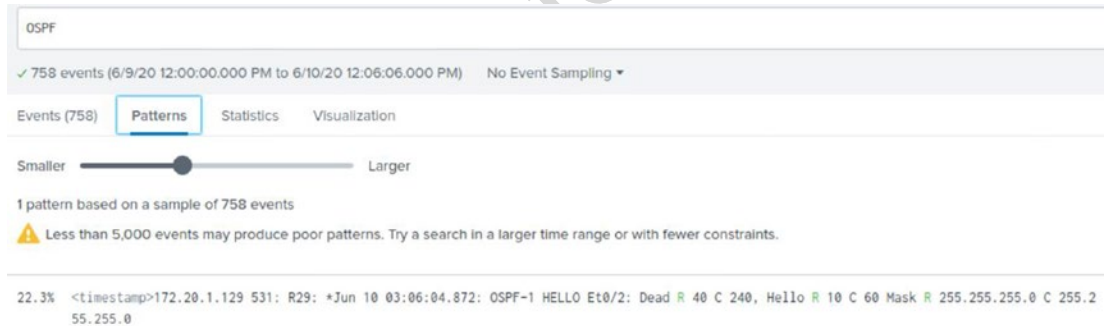 OSPF
✓ 758 events (6/9/20 12:00:00.000 PM to 6/10/20 12:06:06.000 PM) No Event Sampling ▾
Events (758) Patterns Statistics Visualization
Smaller Larger
1 pattern based on a sample of 758 events
Less than 5,000 events may produce poor patterns. Try a search in a larger time range or with fewer constraints.
22.3% <timestamp>172.20.1.129 531: R29: *Jun 10 03:06:04.872: OSPF-1 HELLO Et0/2: Dead R 40 C 240, Hello R 10 C 60 Mask R 255.255.255.0 C 255.2
55.255.0